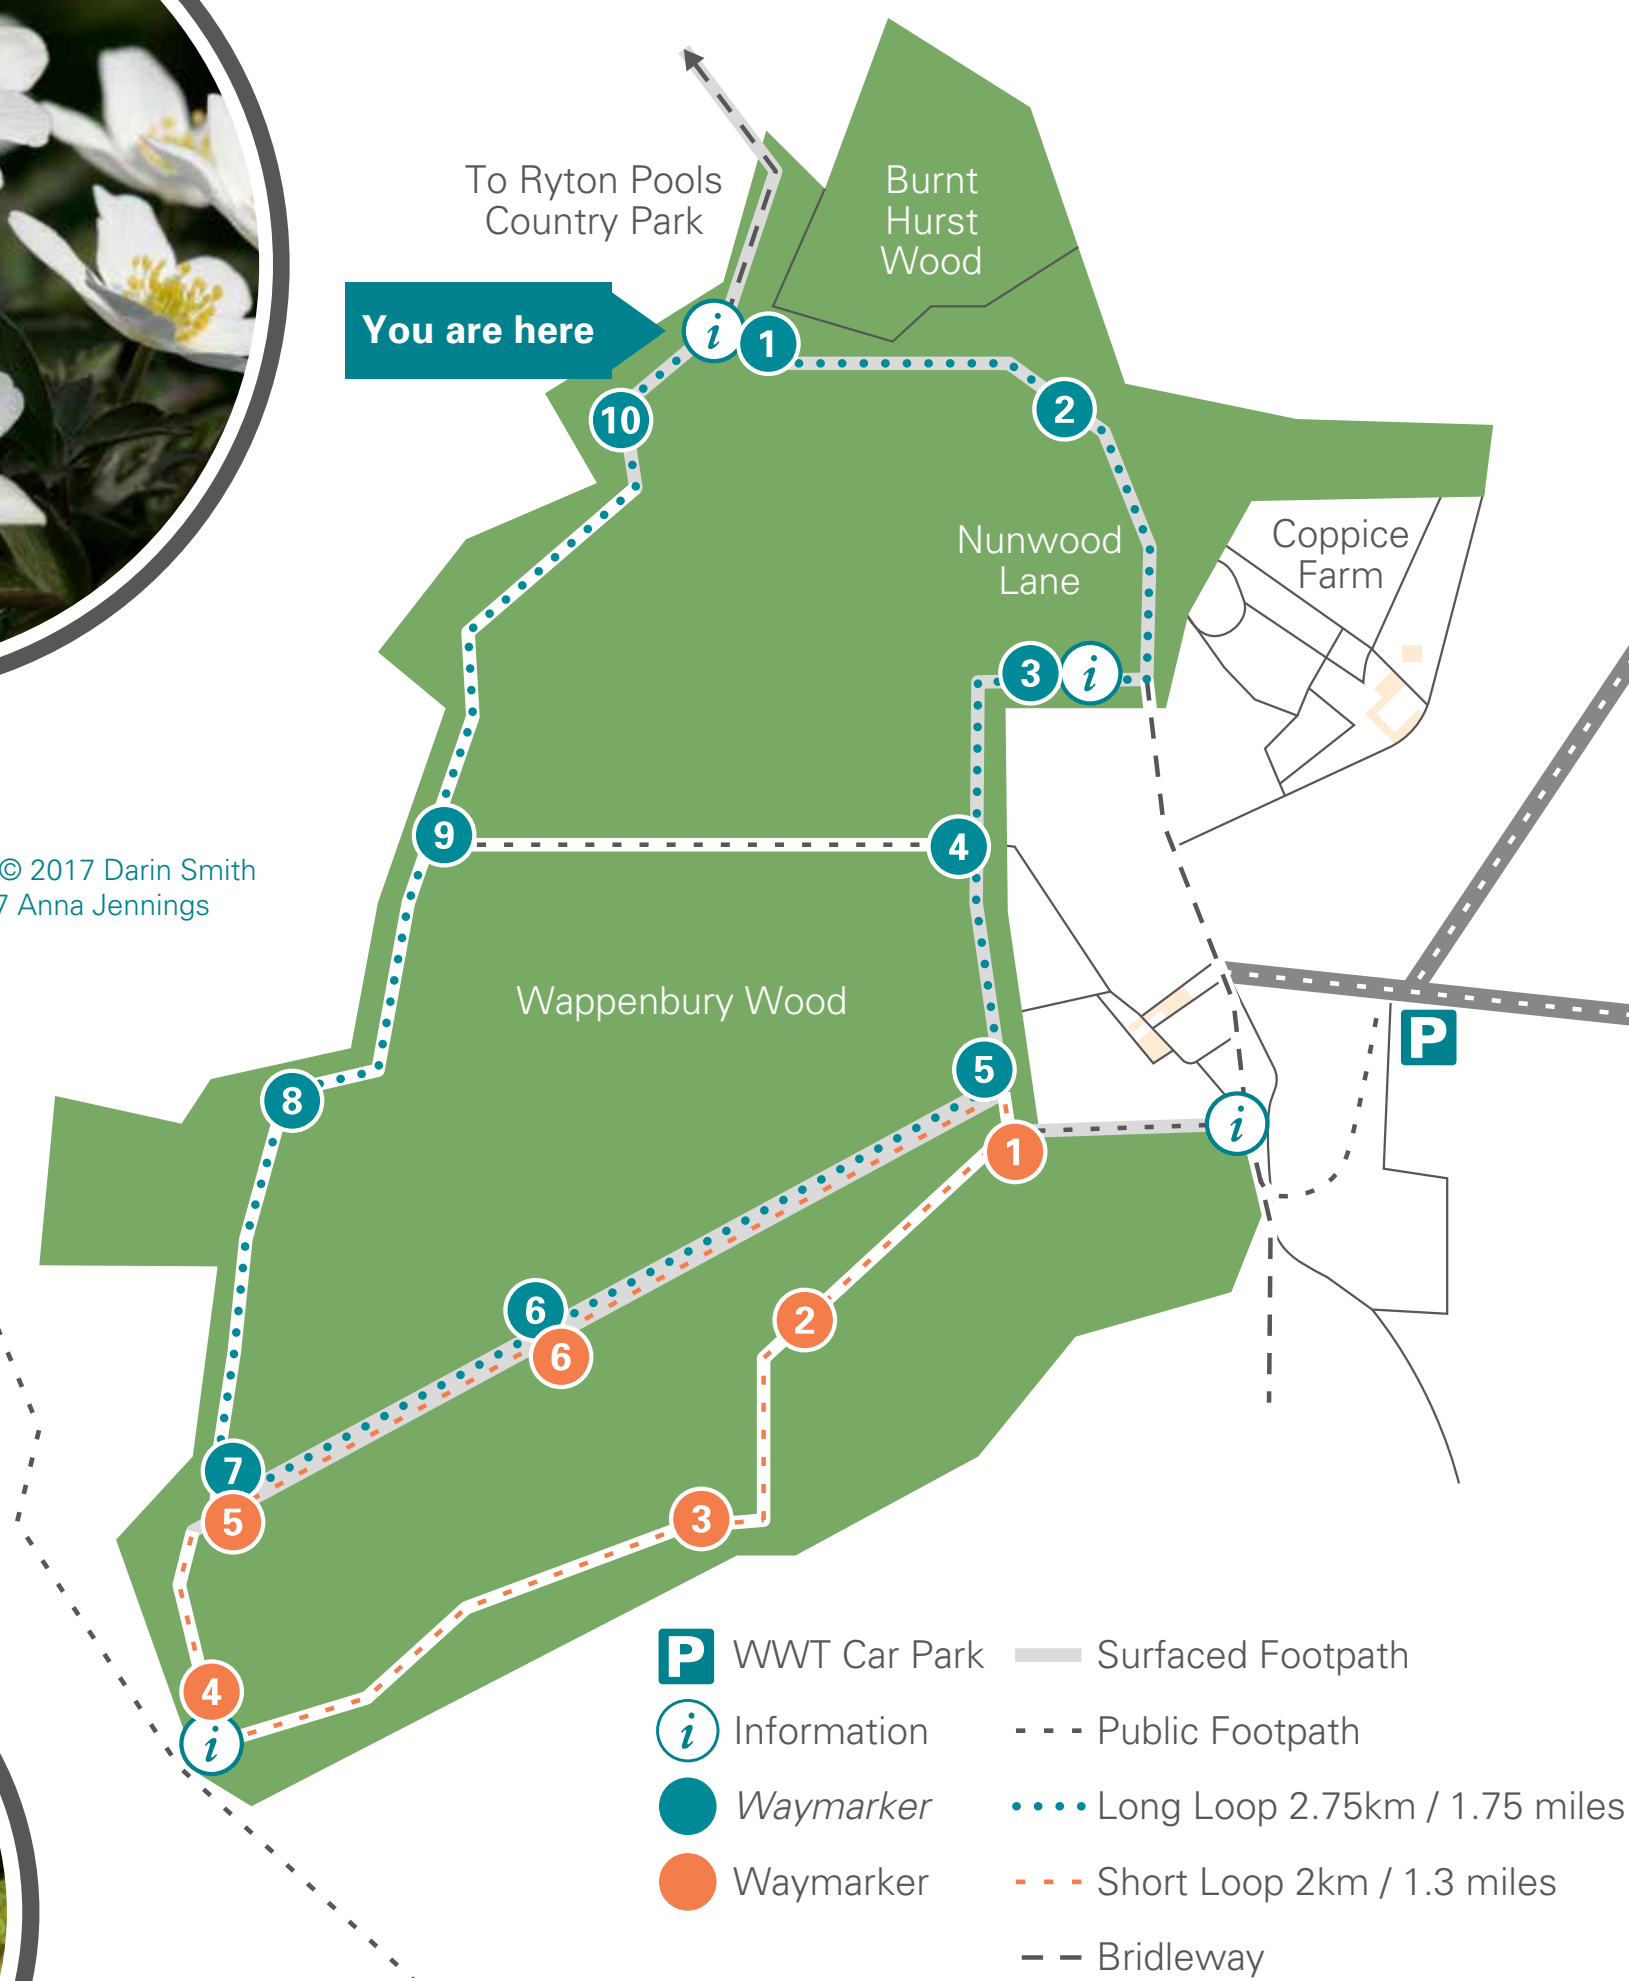 To Ryton Pools
Country Park
Burnt
Hurst
Wood
You are here
i
1
2
10
Nunwood
Lane
Coppice
Farm
3
i
9
4
© 2017 Darin Smith
7 Anna Jennings
Wappenbury Wood
P
5
8
i
1
6
2
6
7
3
5
4
i
P WWT Car Park
Surfaced Footpath
i Information
Public Footpath
Waymarker
Long Loop 2.75km / 1.75 miles
Waymarker
Short Loop 2km / 1.3 miles
Bridleway